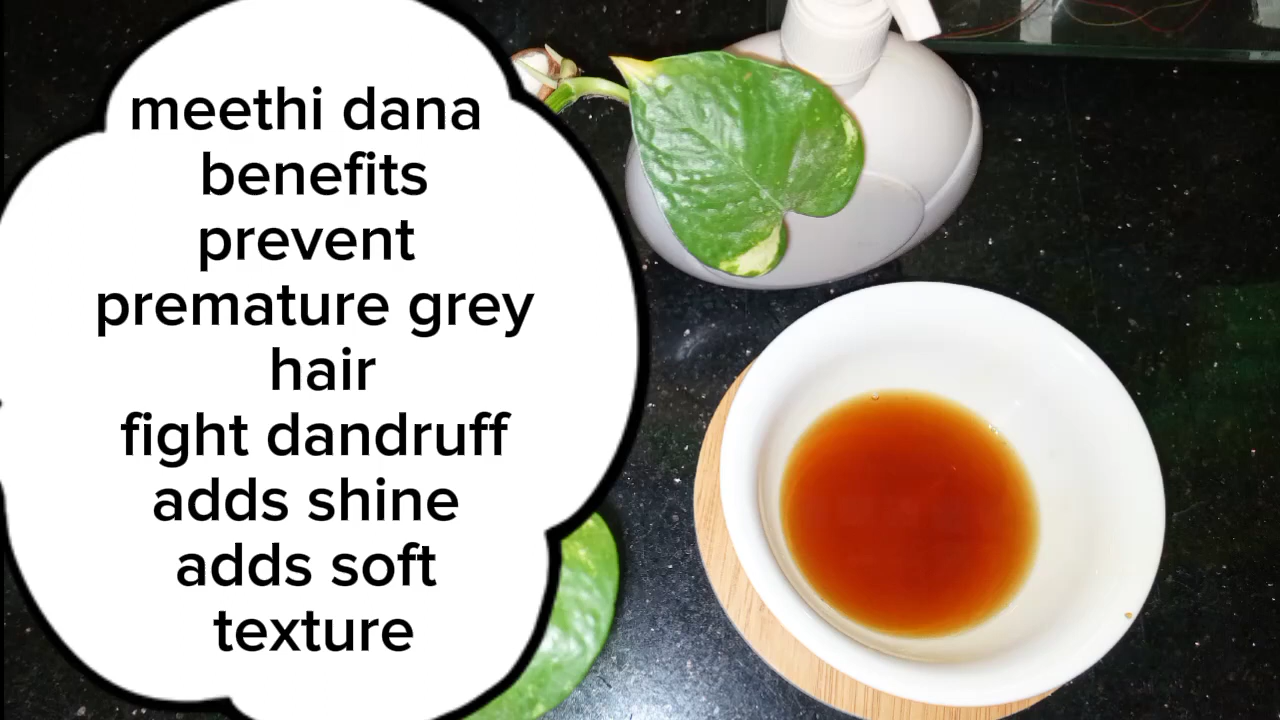 meethi dana
benefits
prevent
premature grey
hair
fight dandruff
adds shine
adds soft
texture